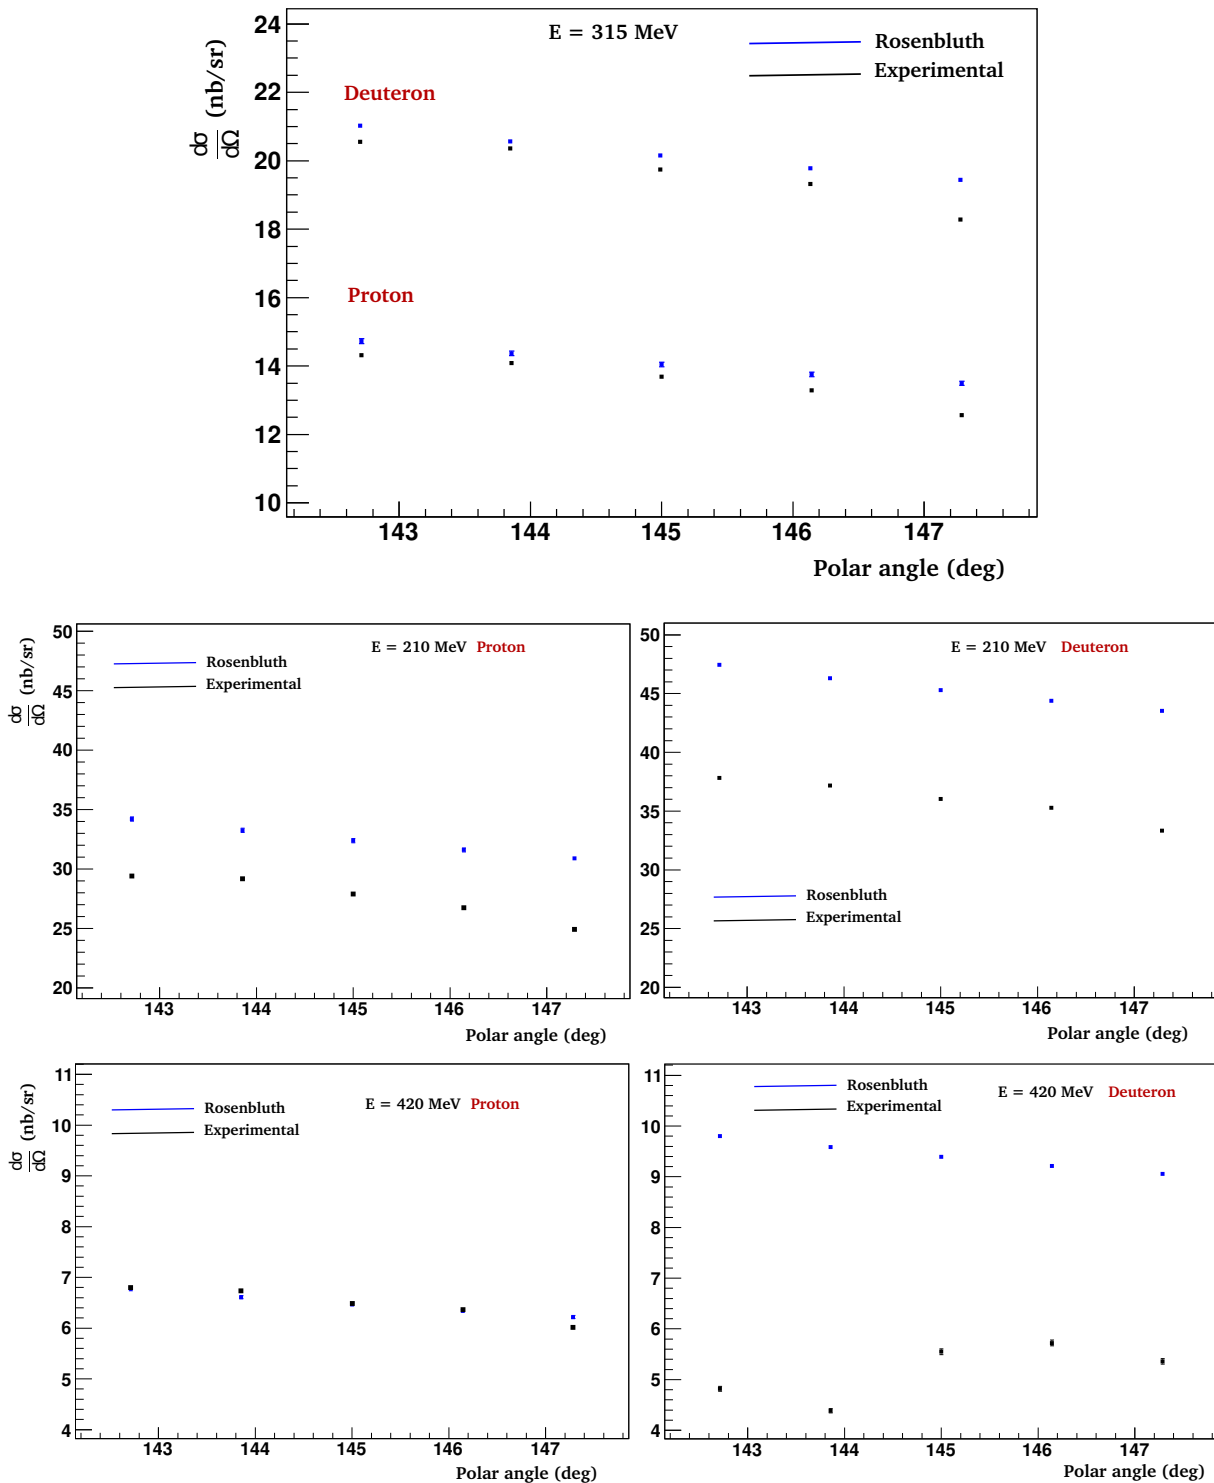 E = 315 MeV
Rosenbluth
Experimental
dσ/dΩ (nb/sr)
Deuteron
Proton
24
22
20
18
16
14
12
10
143 144 145 146 147
Polar angle (deg)
E = 210 MeV Proton
Rosenbluth
Experimental
dσ/dΩ (nb/sr)
50
45
40
35
30
25
20
143 144 145 146 147
Polar angle (deg)
E = 210 MeV Deuteron
50
45
40
35
30
25
20
Rosenbluth
Experimental
143 144 145 146 147
Polar angle (deg)
E = 420 MeV Proton
Rosenbluth
Experimental
dσ/dΩ (nb/sr)
11
10
9
8
7
6
5
4
143 144 145 146 147
Polar angle (deg)
Rosenbluth
Experimental
E = 420 MeV Deuteron
11
10
9
8
7
6
5
4
143 144 145 146 147
Polar angle (deg)